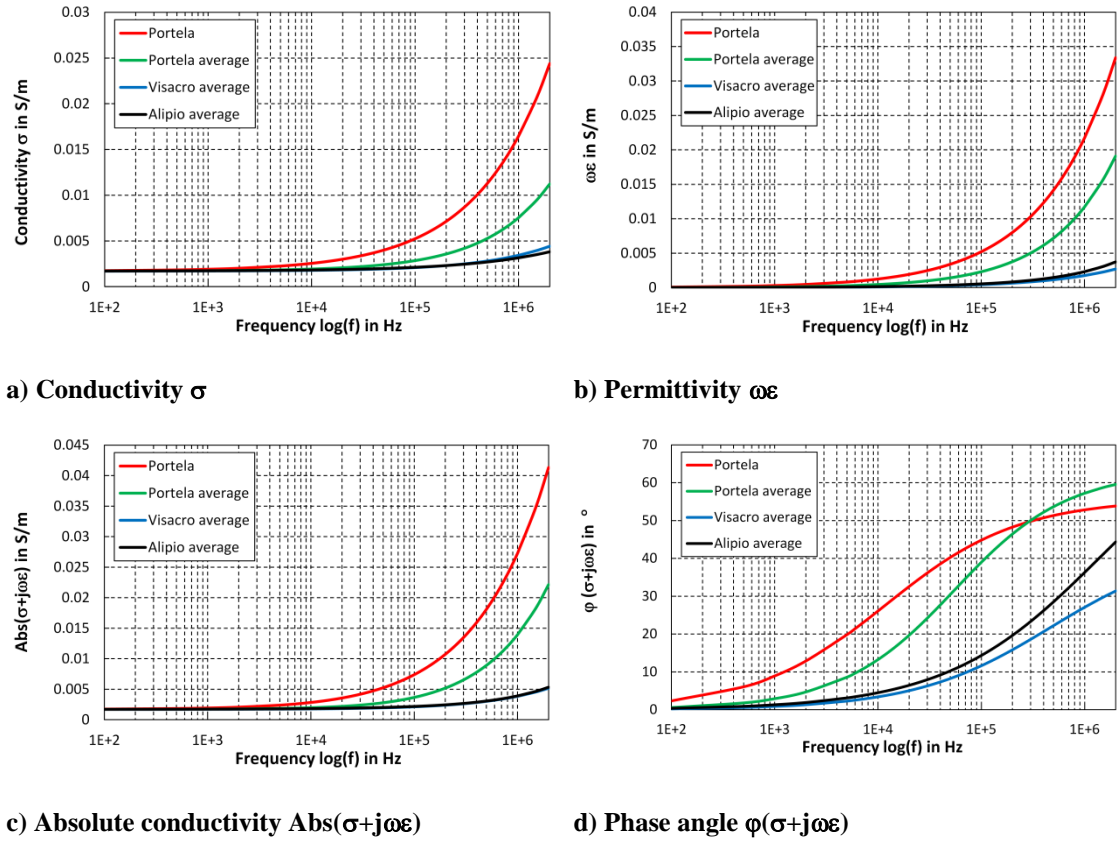 0.03
0.025
0.02
0.015
0.01
0.005
0
Conductivity σ in S/m
Portela
Portela average
Visacro average
Alipio average
1E+2 1E+3 1E+4 1E+5 1E+6
Frequency log(f) in Hz
a) Conductivity σ
0.04
0.035
0.03
0.025
0.02
0.015
0.01
0.005
0
ωε in S/m
Portela
Portela average
Visacro average
Alipio average
1E+2 1E+3 1E+4 1E+5 1E+6
Frequency log(f) in Hz
b) Permittivity ωε
0.045
0.04
0.035
0.03
0.025
0.02
0.015
0.01
0.005
0
Abs(σ+jωε) in S/m
Portela
Portela average
Visacro average
Alipio average
1E+2 1E+3 1E+4 1E+5 1E+6
Frequency log(f) in Hz
c) Absolute conductivity Abs(σ+jωε)
70
60
50
40
30
20
10
0
φ (σ+jωε) in °
Portela
Portela average
Visacro average
Alipio average
1E+2 1E+3 1E+4 1E+5 1E+6
Frequency log(f) in Hz
d) Phase angle φ(σ+jωε)